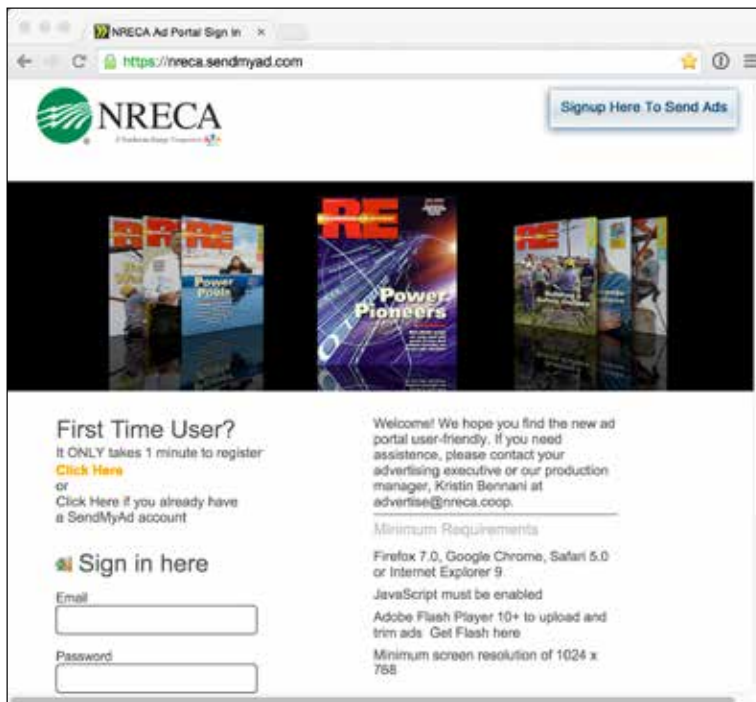 NRECA Ad Portal Sign In ×
https://nreca.sendmyad.com
NRECA
Signup Here To Send Ads
RE
Power
Pools
RE
Power
Pioneers
RE
First Time User?
It ONLY takes 1 minute to register
Click Here
or
Click Here if you already have
a SendMyAd account
Sign in here
Email
Password
Welcome! We hope you find the new ad
portal user-friendly. If you need
assistance, please contact your
advertising executive or our production
manager, Kristin Bennani at
advertise@nreca.coop.
Minimum Requirements
Firefox 7.0, Google Chrome, Safari 5.0
or Internet Explorer 9
JavaScript must be enabled
Adobe Flash Player 10+ to upload and
trim ads Get Flash here
Minimum screen resolution of 1024 x
768